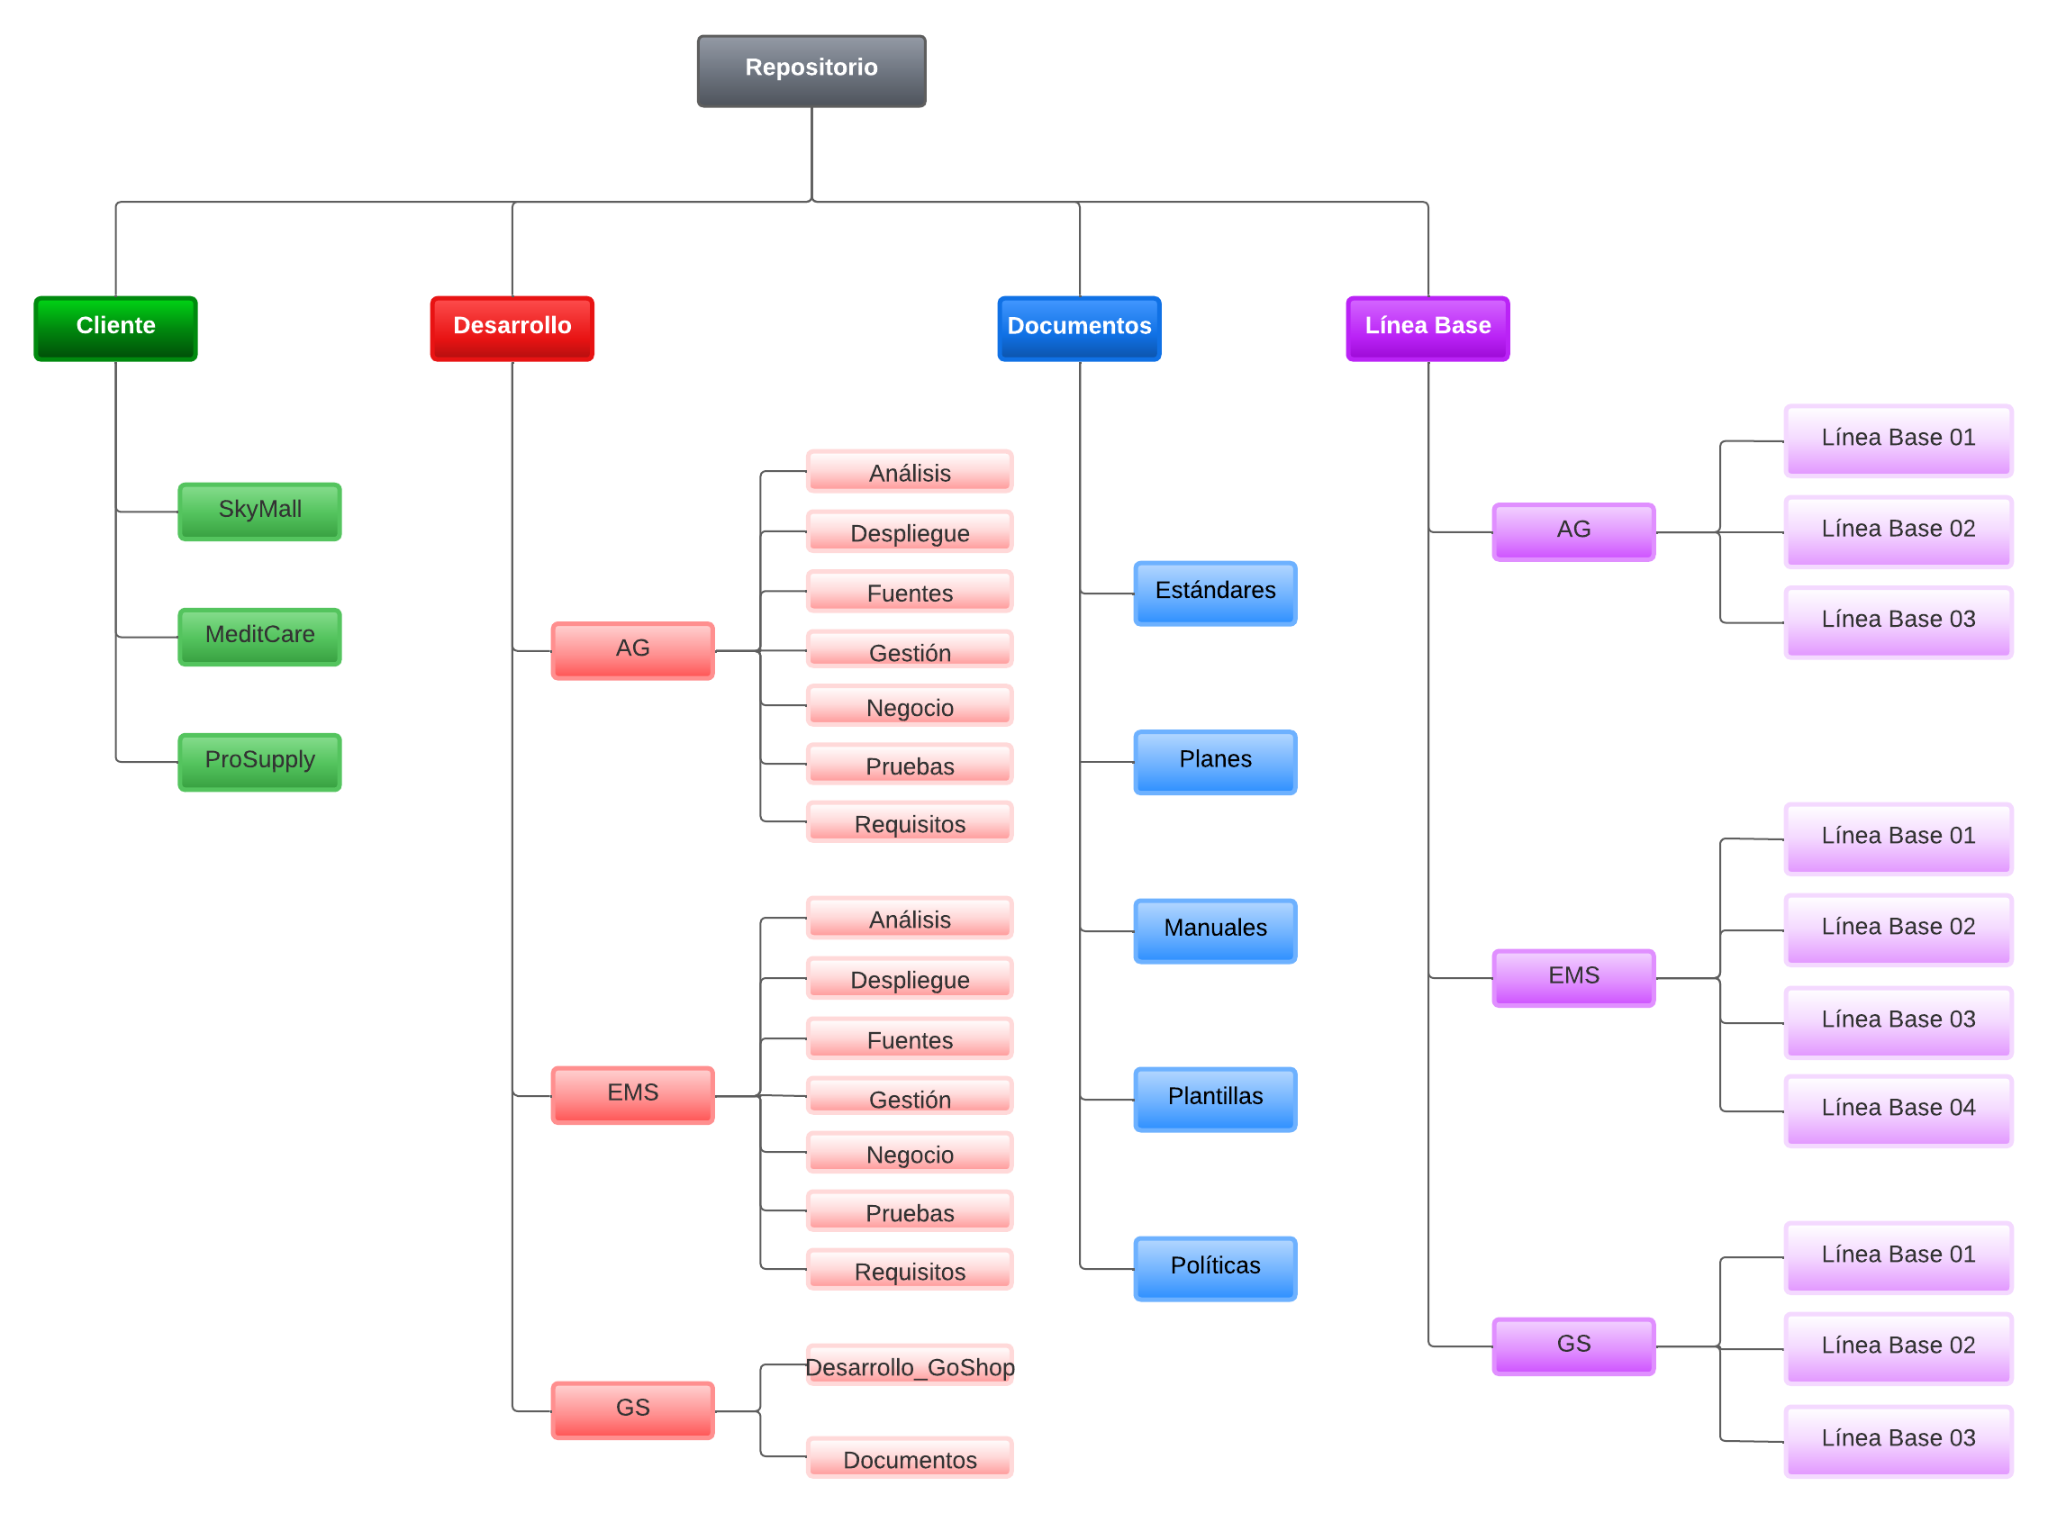 Repositorio
Cliente
SkyMall
MeditCare
ProSupply
Desarrollo
AG
Análisis
Despliegue
Fuentes
Gestión
Negocio
Pruebas
Requisitos
EMS
Análisis
Despliegue
Fuentes
Gestión
Negocio
Pruebas
Requisitos
GS
Desarrollo_GoShop
Documentos
Documentos
Estándares
Planes
Manuales
Plantillas
Políticas
Línea Base
AG
Línea Base 01
Línea Base 02
Línea Base 03
EMS
Línea Base 01
Línea Base 02
Línea Base 03
Línea Base 04
GS
Línea Base 01
Línea Base 02
Línea Base 03